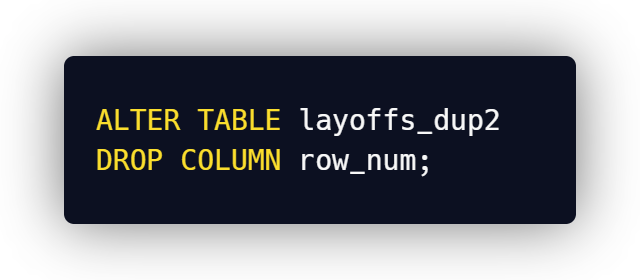 ALTER TABLE layoffs_dup2
DROP COLUMN row_num;